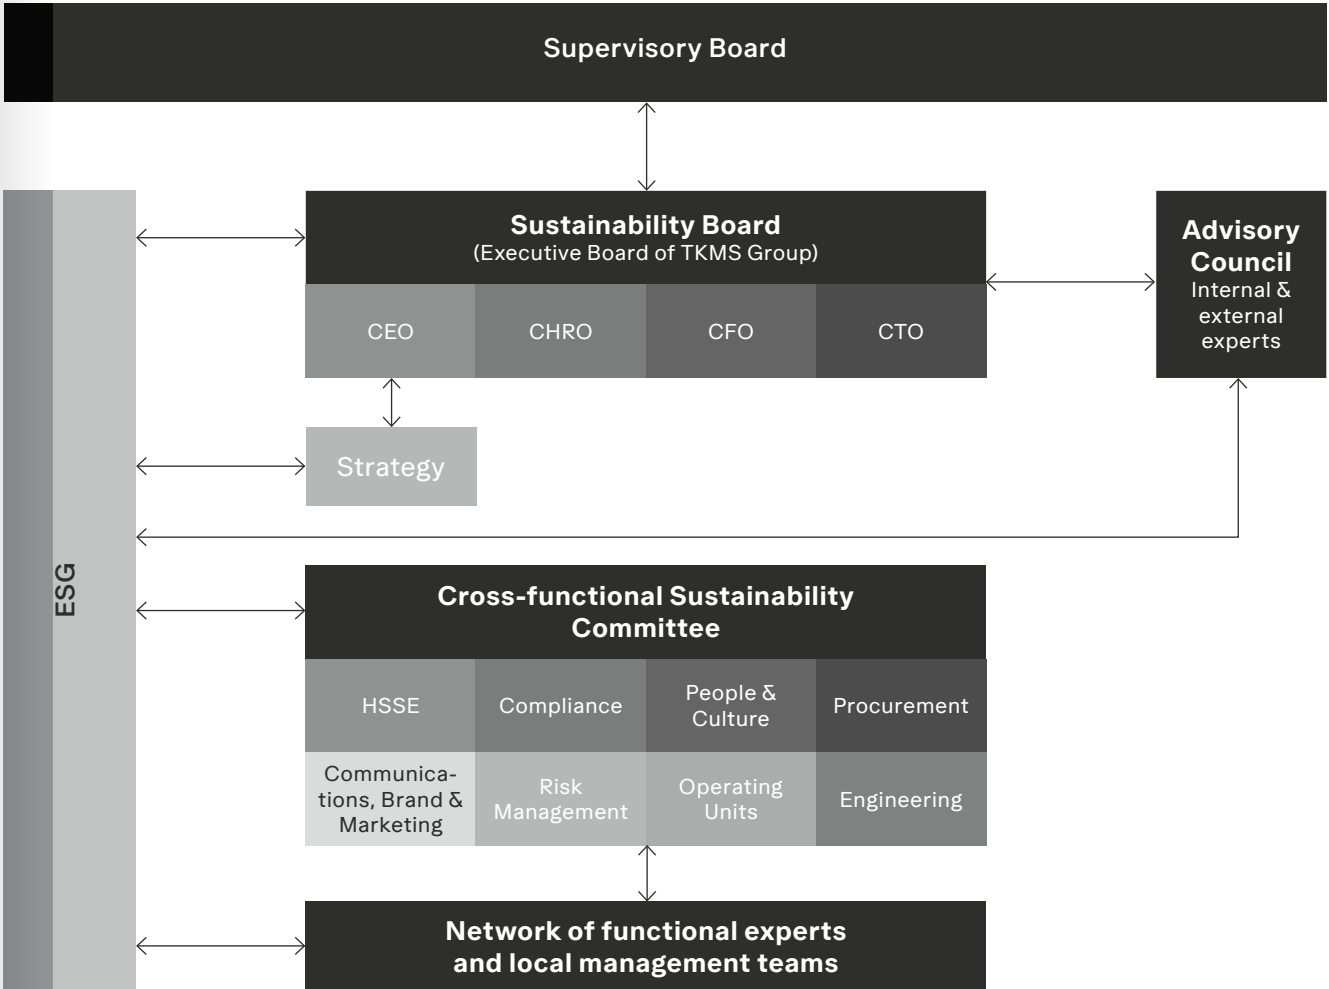 Supervisory Board
Sustainability Board
(Executive Board of TKMS Group)
CEO
CHRO
CFO
CTO
Advisory
Council
Internal &
external
experts
Strategy
ESG
Cross-functional Sustainability
Committee
HSSE
Compliance
People &
Culture
Procurement
Communica-
tions, Brand &
Marketing
Risk
Management
Operating
Units
Engineering
Network of functional experts
and local management teams